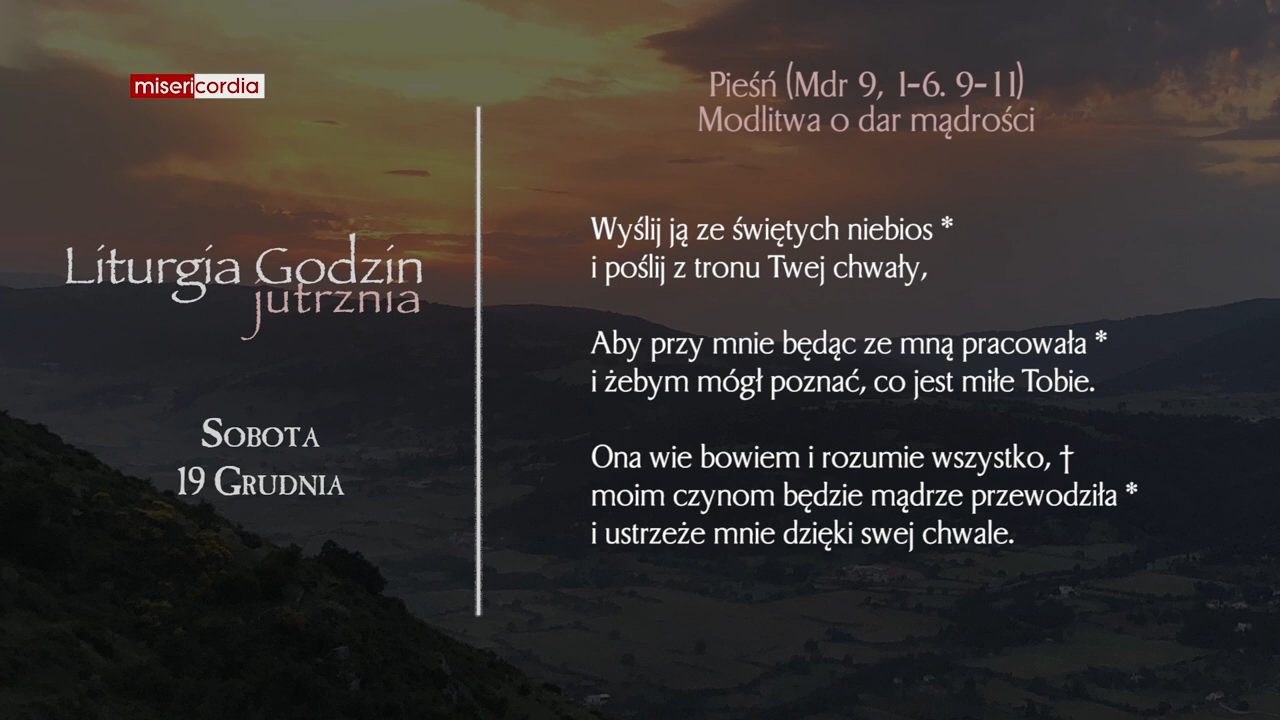 misericordia
Liturgia Godzin
jutrznia
Sobota
19 Grudnia
Pieśń (Mdr 9, 1-6. 9-11)
Modlitwa o dar mądrości
Wyślij ją ze świętych niebios *
i poślij z tronu Twej chwały,
Aby przy mnie będąc ze mną pracowała *
i żebym mógł poznać, co jest miłe Tobie.
Ona wie bowiem i rozumie wszystko, †
moim czynom będzie mądrze przewodziła *
i ustrzeże mnie dzięki swej chwale.